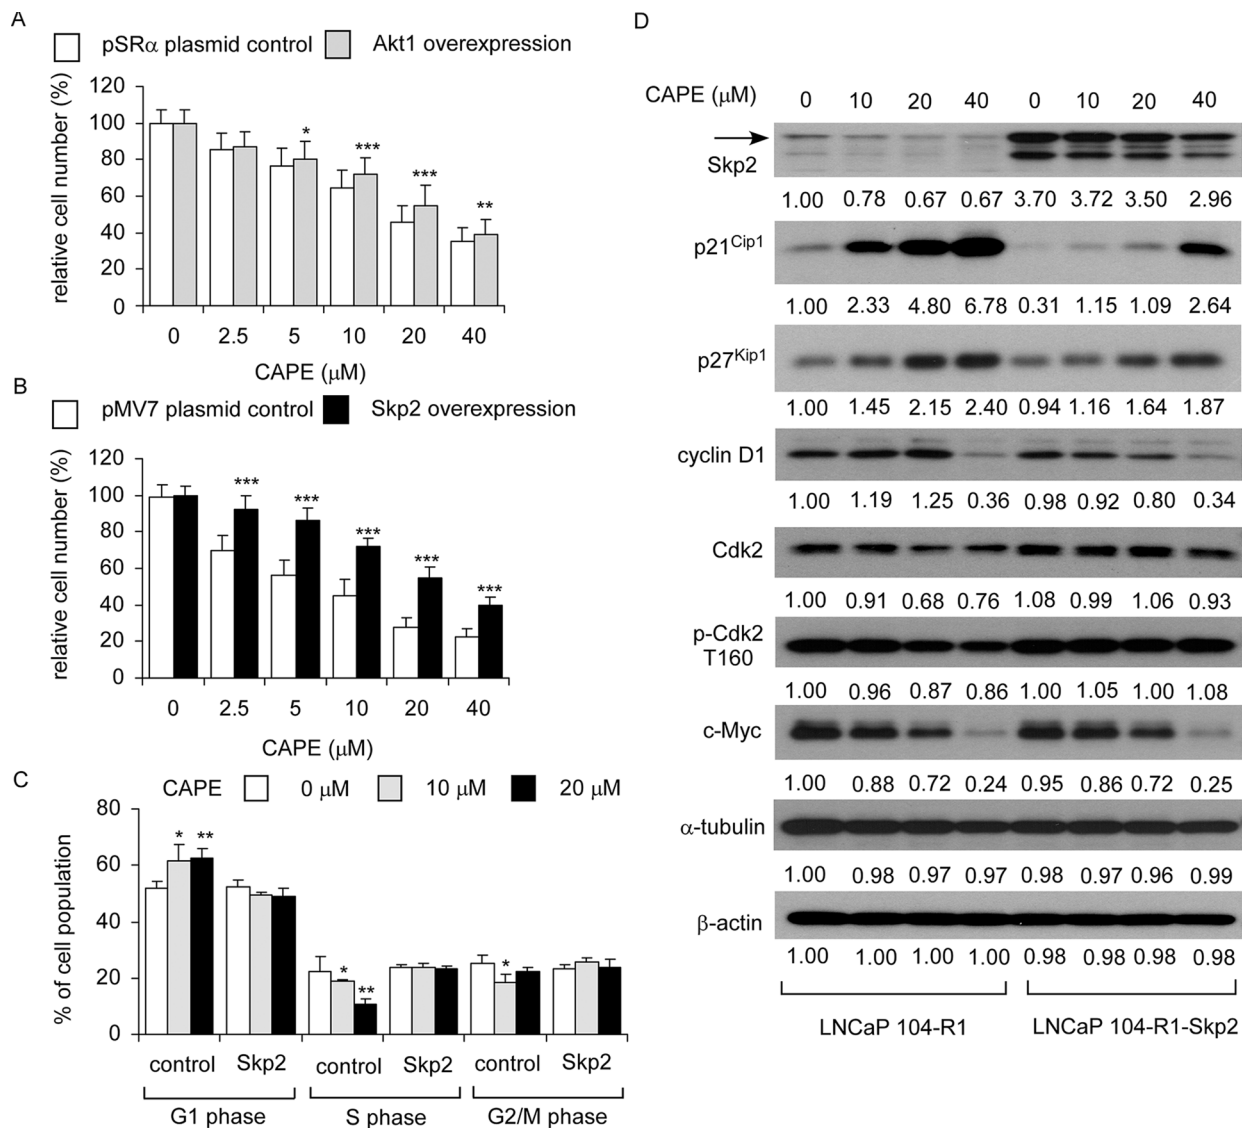 A
pSRα plasmid control Akt1 overexpression
relative cell number (%)
120
100
80
60
40
20
0
* *** *** **
0 2.5 5 10 20 40
CAPE (μM)
B
pMV7 plasmid control Skp2 overexpression
relative cell number (%)
120
100
80
60
40
20
0
*** *** *** *** ***
0 2.5 5 10 20 40
CAPE (μM)
C
CAPE 0 μM 10 μM 20 μM
% of cell population
80
60
40
20
0
* ** * ** *
control Skp2 control Skp2 control Skp2
G1 phase S phase G2/M phase
D
CAPE (μM) 0 10 20 40 0 10 20 40
Skp2
1.00 0.78 0.67 0.67 3.70 3.72 3.50 2.96
p21Cip1
1.00 2.33 4.80 6.78 0.31 1.15 1.09 2.64
p27Kip1
1.00 1.45 2.15 2.40 0.94 1.16 1.64 1.87
cyclin D1
1.00 1.19 1.25 0.36 0.98 0.92 0.80 0.34
Cdk2
1.00 0.91 0.68 0.76 1.08 0.99 1.06 0.93
p-Cdk2
T160
1.00 0.96 0.87 0.86 1.00 1.05 1.00 1.08
c-Myc
1.00 0.88 0.72 0.24 0.95 0.86 0.72 0.25
α-tubulin
1.00 0.98 0.97 0.97 0.98 0.97 0.96 0.99
β-actin
1.00 1.00 1.00 1.00 0.98 0.98 0.98 0.98
LNCaP 104-R1 LNCaP 104-R1-Skp2